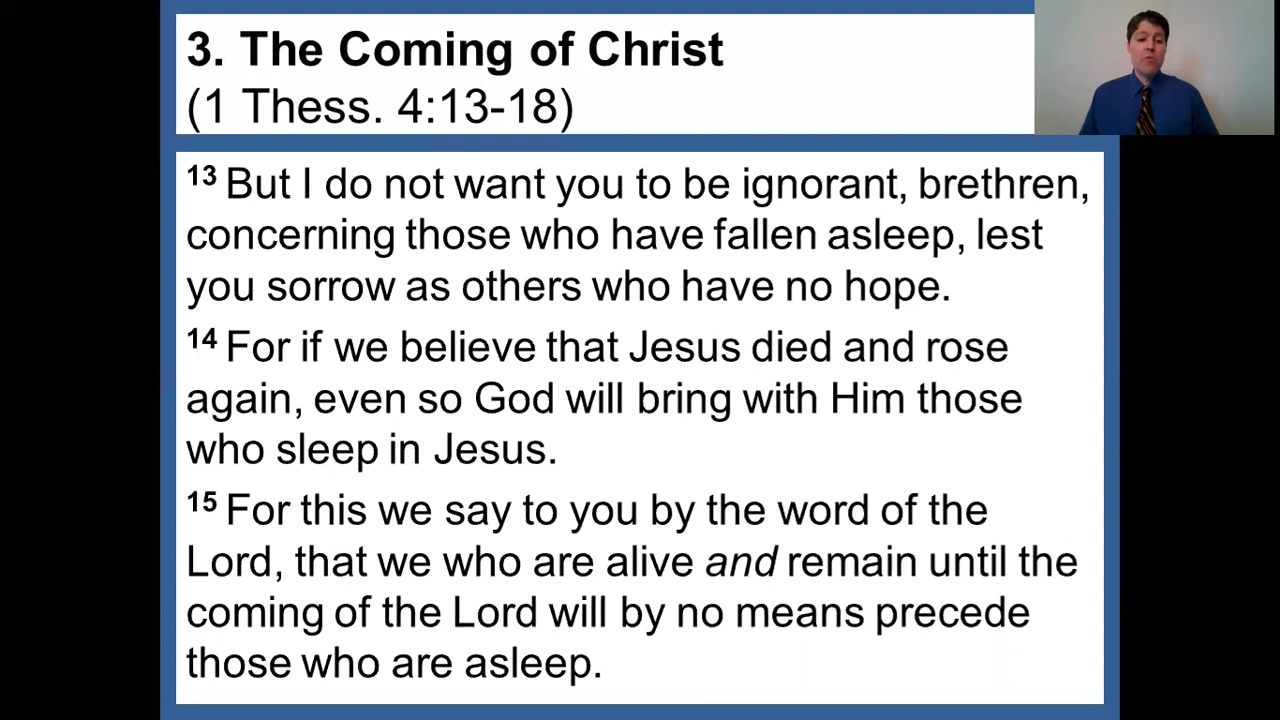 3. The Coming of Christ
(1 Thess. 4:13-18)
13 But I do not want you to be ignorant, brethren,
concerning those who have fallen asleep, lest
you sorrow as others who have no hope.
14 For if we believe that Jesus died and rose
again, even so God will bring with Him those
who sleep in Jesus.
15 For this we say to you by the word of the
Lord, that we who are alive and remain until the
coming of the Lord will by no means precede
those who are asleep.